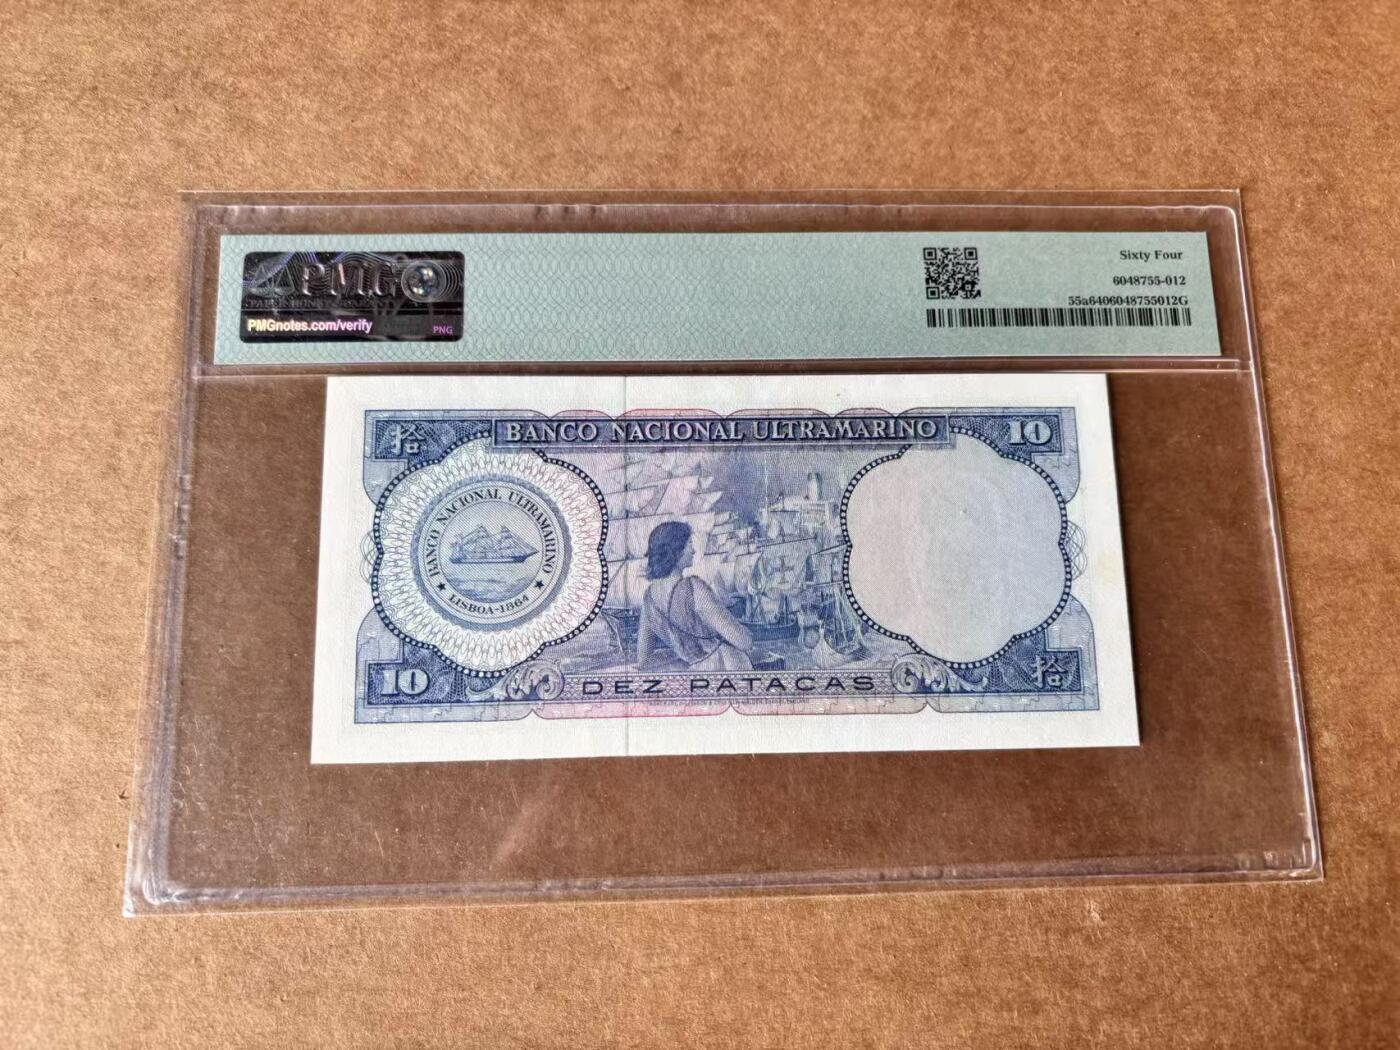 PMG
PMGnotes.com/verify
PNG
Sixty Four
6048755-012
55a6406048755012G
拾
BANCO NACIONAL ULTRAMARINO
10
BANCO NACIONAL ULTRAMARINO
LISBOA-1864
10
DEZ PATACAS
拾